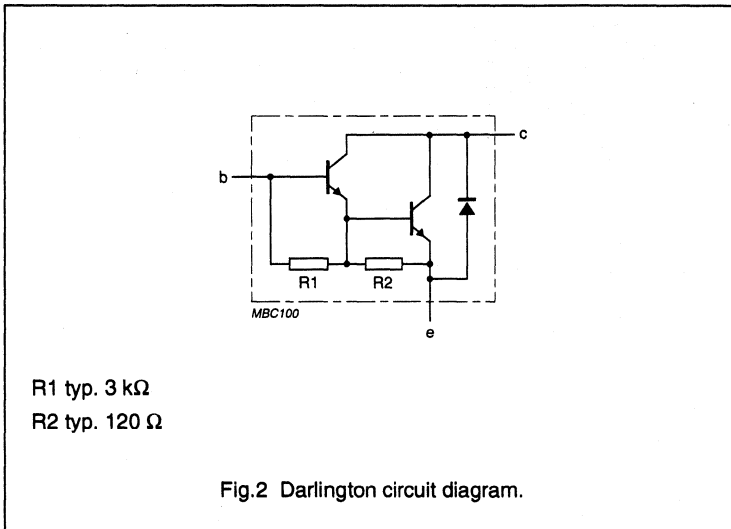 c
b
R1 R2
MBC100
e
R1 typ. 3 kΩ
R2 typ. 120 Ω
Fig.2 Darlington circuit diagram.